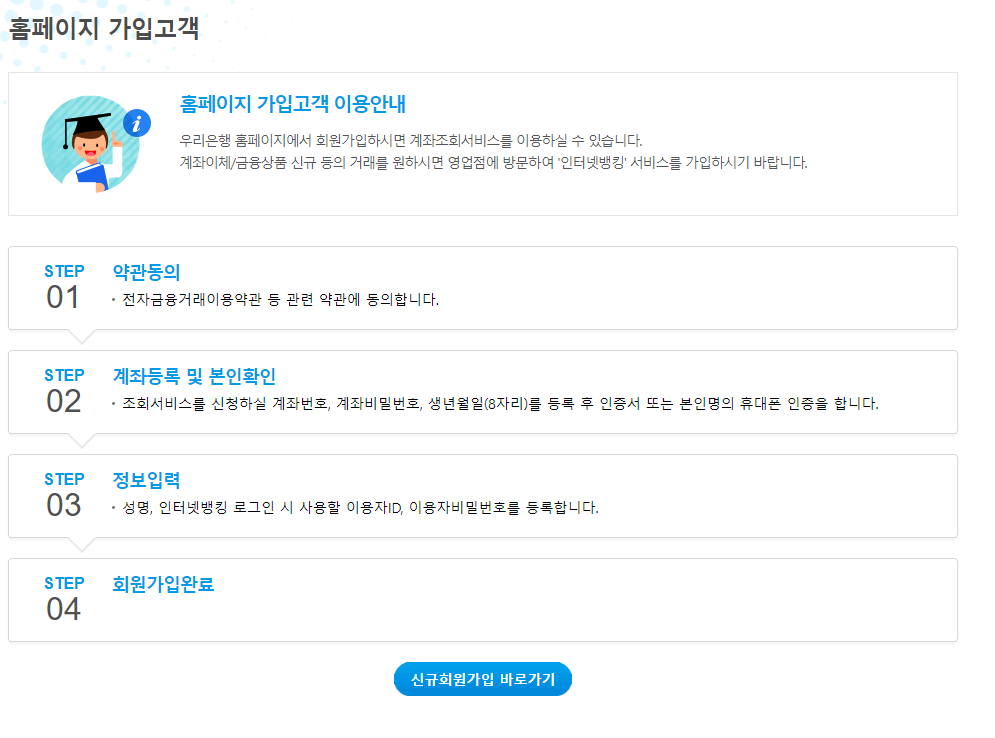 홈페이지 가입고객
홈페이지 가입고객 이용안내
우리은행 홈페이지에서 회원가입하시면 계좌조회서비스를 이용하실 수 있습니다.
계좌이체/금융상품 신규 등의 거래를 원하시면 영업점에 방문하여 '인터넷뱅킹' 서비스를 가입하시기 바랍니다.
STEP
01
약관동의
· 전자금융거래이용약관 등 관련 약관에 동의합니다.
STEP
02
계좌등록 및 본인확인
· 조회서비스를 신청하실 계좌번호, 계좌비밀번호, 생년월일(8자리)를 등록 후 인증서 또는 본인명의 휴대폰 인증을 합니다.
STEP
03
정보입력
· 성명, 인터넷뱅킹 로그인 시 사용할 이용자ID, 이용자비밀번호를 등록합니다.
STEP
04
회원가입완료
신규회원가입 바로가기